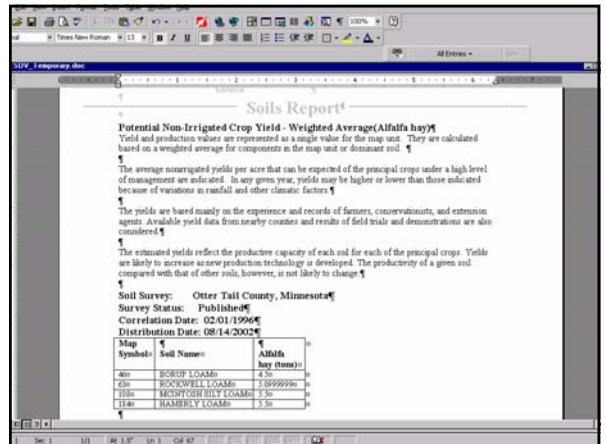 Times New Roman 13 B I U
100%
All Entries
SDV_Temporary.doc
Soils Report¶
Potential Non-Irrigated Crop Yield - Weighted Average(Alfalfa hay)¶
Yield and production values are represented as a single value for the map unit. They are calculated
based on a weighted average for components in the map unit or dominant soil. ¶
¶
The average nonirrigated yields per acre that can be expected of the principal crops under a high level
of management are indicated. In any given year, yields may be higher or lower than those indicated
because of variations in rainfall and other climatic factors.¶
¶
The yields are based mainly on the experience and records of farmers, conservationists, and extension
agents. Available yield data from nearby counties and results of field trials and demonstrations are also
considered.¶
¶
The estimated yields reflect the productive capacity of each soil for each of the principal crops. Yields
are likely to increase as new production technology is developed. The productivity of a given soil
compared with that of other soils, however, is not likely to change.¶
¶
Soil Survey: Otter Tail County, Minnesota¶
Survey Status: Published¶
Correlation Date: 02/01/1996¶
Distribution Date: 08/14/2002¶
Map Symbol¤ Soil Name¤ Alfalfa hay (tons)¤
46¤ BORUP LOAM¤ 4.5¤
63¤ ROCKWELL LOAM¤ 5.0999999¤
180¤ MCINTOSH SILT LOAM¤ 5.5¤
184¤ HAMERLY LOAM¤ 5.5¤
¶
1 Sec 1 1/1 At 1.5" Ln 1 Col 67